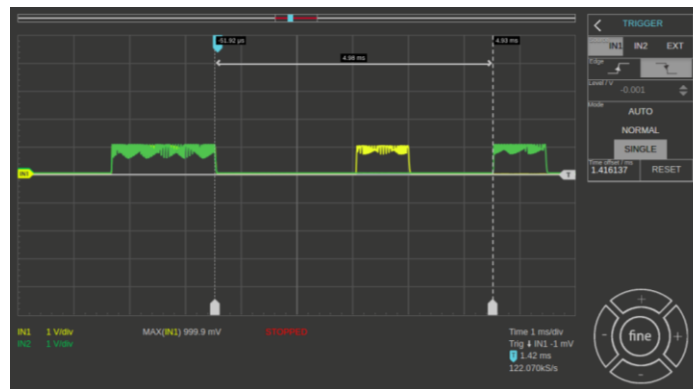 TRIGGER
-51.92 µs
4.93 ms
4.98 ms
IN1 IN2 EXT
Edge
Level / V
-0.001
Mode
AUTO
NORMAL
SINGLE
Time offset / ms
1.416137 RESET
IN1
T
IN1 1 V/div MAX(IN1) 999.9 mV STOPPED Time 1 ms/div
IN2 1 V/div Trig IN1 -1 mV
T 1.42 ms
122.070kS/s
+
- fine +
-